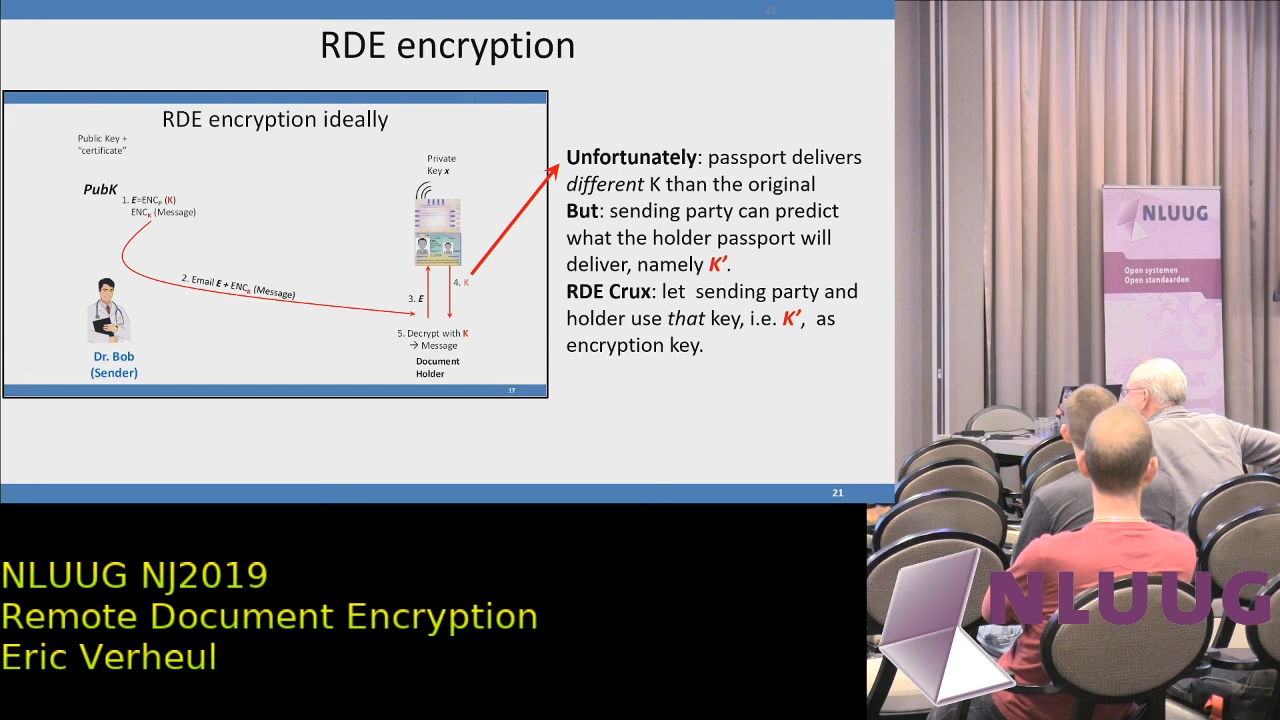 21
RDE encryption
RDE encryption ideally
Public Key +
“certificate”
PubK
1. E=ENCP (K)
ENCK (Message)
Private
Key x
2. Email E + ENCK (Message)
3. E
4. K
5. Decrypt with K
→ Message
Document
Holder
Dr. Bob
(Sender)
37
Unfortunately: passport delivers
different K than the original
But: sending party can predict
what the holder passport will
deliver, namely K’.
RDE Crux: let sending party and
holder use that key, i.e. K’, as
encryption key.
21
NLUUG
Open systemen
Open standaarden
NLUUG NJ2019
Remote Document Encryption
Eric Verheul
NLUUG